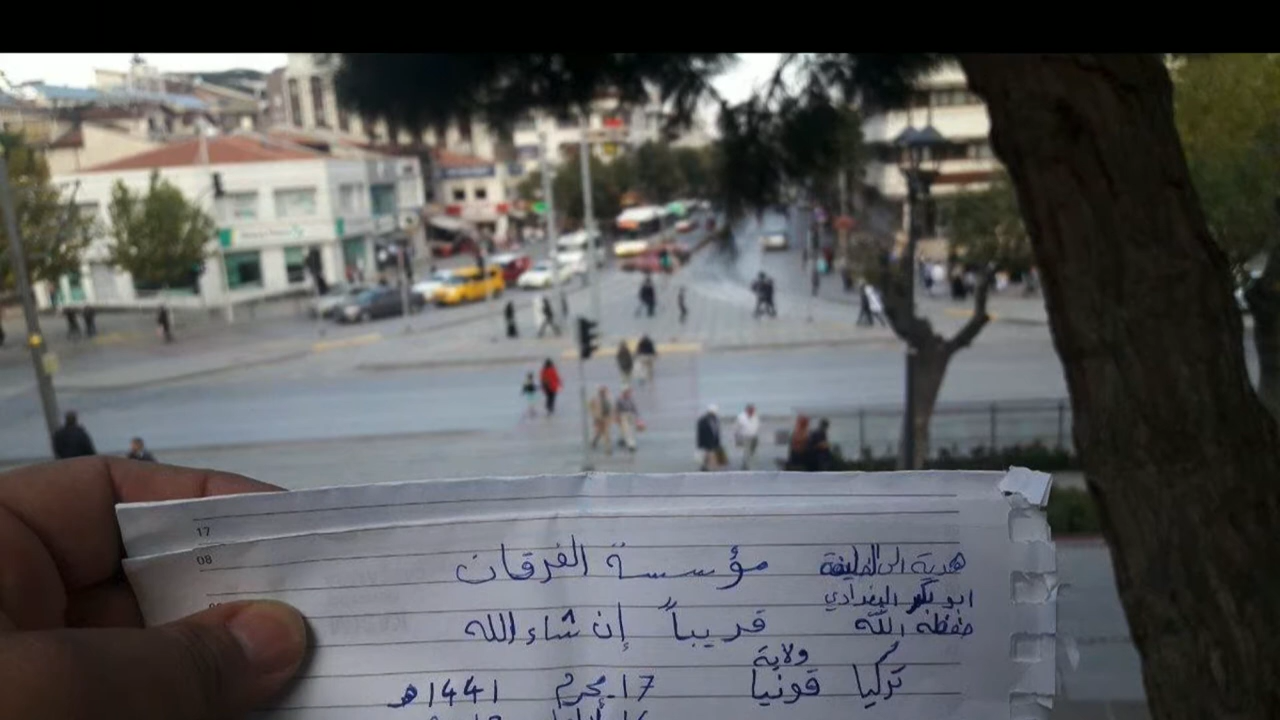 17
08
هدية الى الخليفة
ابو بكر البغدادي
حفظه الله
مؤسسة الفرقان
قريباً إن شاء الله
ولاية
تركيا قونيا
17 محرم 1441هـ